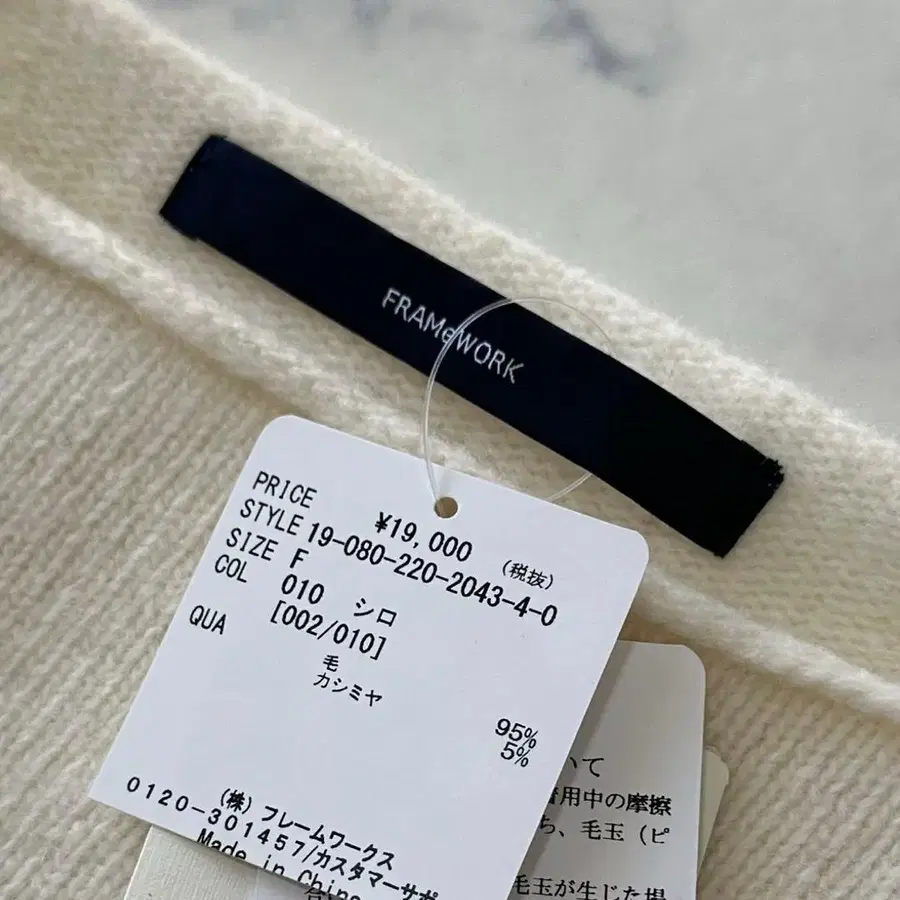 FRAMeWORK
PRICE ¥19,000 (税抜)
STYLE 19-080-220-2043-4-0
SIZE F
COL 010 シロ
[002/010]
QUA
毛 95%
カシミヤ 5%
(株)フレームワークス
0120-301457/カスタマーサポ
Made in China
いて
着用中の摩擦
ち、毛玉(ピ
毛玉が生じた場